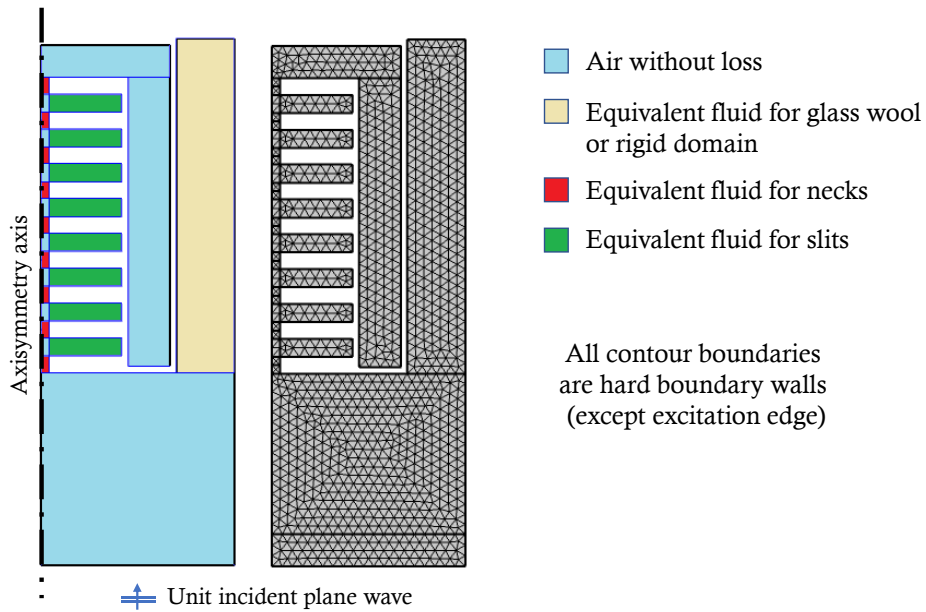 Axisymmetry axis
Air without loss
Equivalent fluid for glass wool
or rigid domain
Equivalent fluid for necks
Equivalent fluid for slits
All contour boundaries
are hard boundary walls
(except excitation edge)
Unit incident plane wave